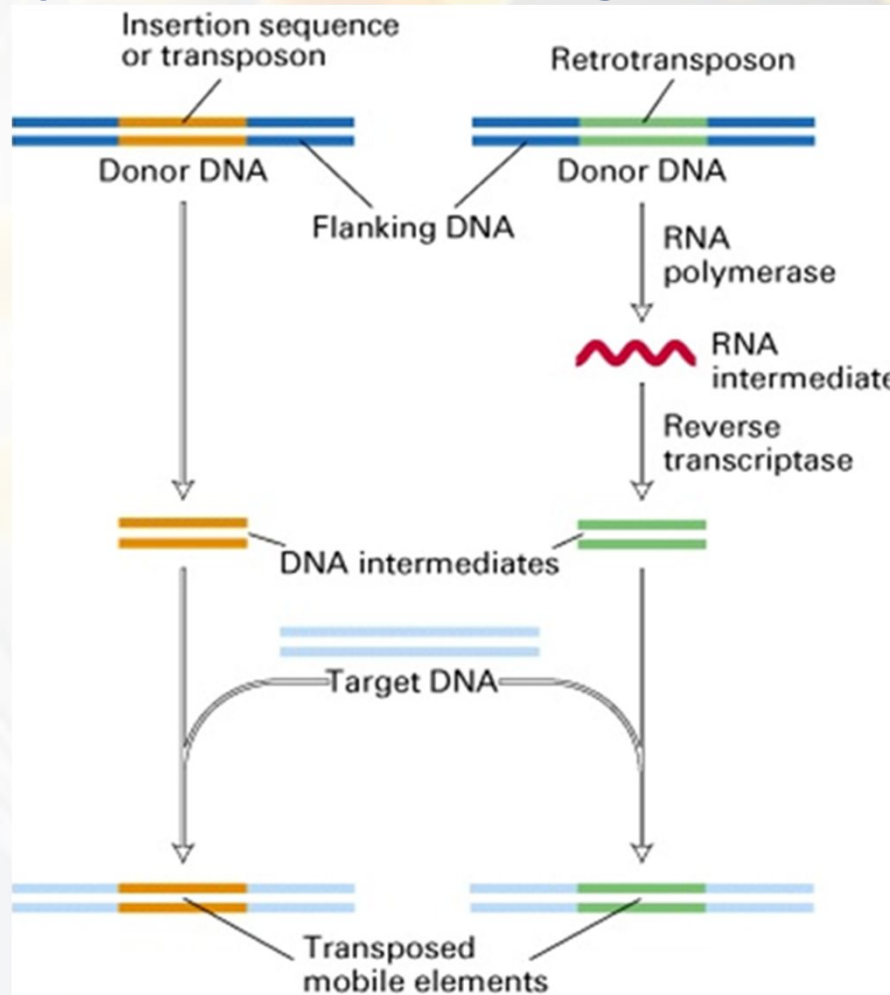 Insertion sequence
or transposon
Retrotransposon
Donor DNA
Donor DNA
Flanking DNA
RNA
polymerase
RNA
intermediate
Reverse
transcriptase
DNA intermediates
Target DNA
Transposed
mobile elements